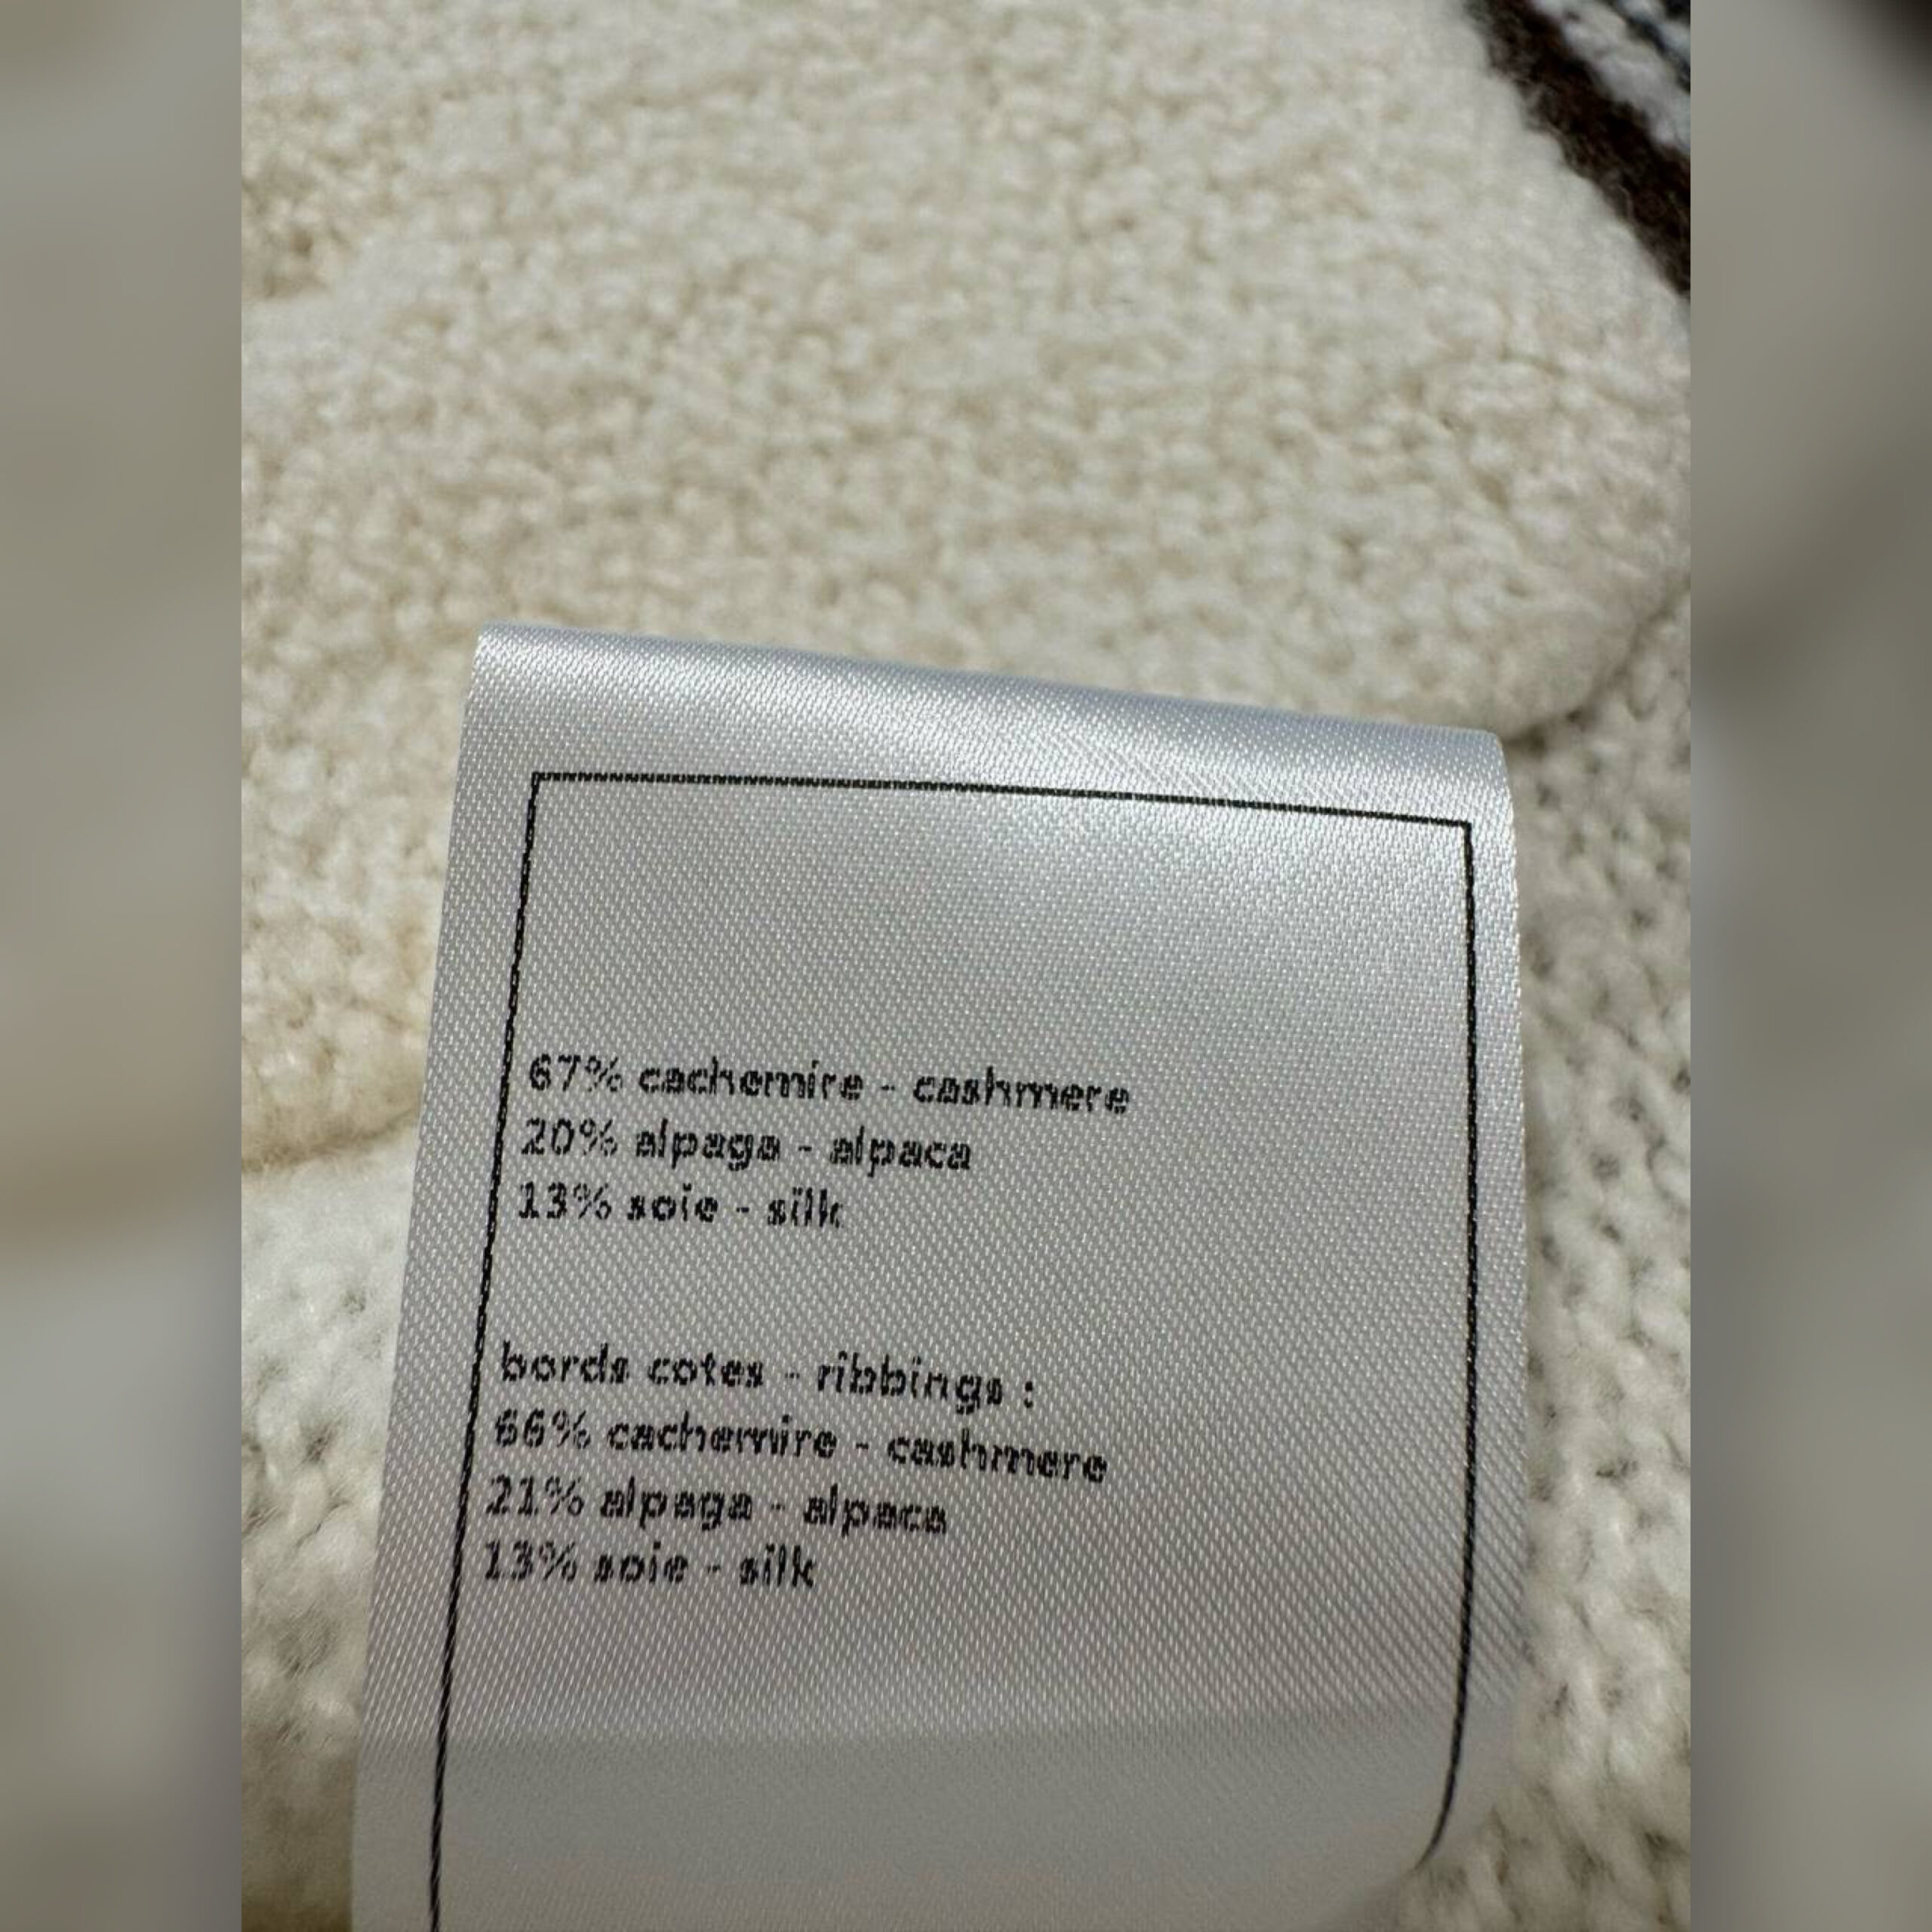 67% cachemire - cashmere
20% alpaga - alpaca
13% soie - silk
bords cotes - ribbings :
66% cachemire - cashmere
21% alpaga - alpaca
13% soie - silk